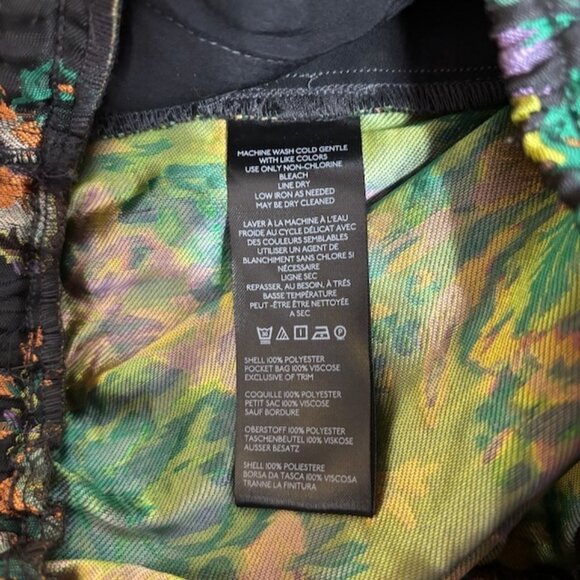 MACHINE WASH COLD GENTLE
WITH LIKE COLORS
USE ONLY NON-CHLORINE
BLEACH
LINE DRY
LOW IRON AS NEEDED
MAY BE DRY CLEANED
LAVER À LA MACHINE À L'EAU
FROIDE AU CYCLE DÉLICAT AVEC
DES COULEURS SEMBLABLES
UTILISER UN AGENT DE
BLANCHIMENT SANS CHLORE SI
NÉCESSAIRE
LIGNE SEC
REPASSER, AU BESOIN, À TRÈS
BASSE TEMPÉRATURE
PEUT -ÊTRE ÊTRE NETTOYÉE
A SEC
SHELL 100% POLYESTER
POCKET BAG 100% VISCOSE
EXCLUSIVE OF TRIM
COQUILLE 100% POLYESTER
PETIT SAC 100% VISCOSE
SAUF BORDURE
OBERSTOFF 100% POLYESTER
TASCHENBEUTEL 100% VISKOSE
AUSSER BESATZ
SHELL 100% POLIESTERE
BORSA DA TASCA 100% VISCOSE
TRANNE LA FINITURA